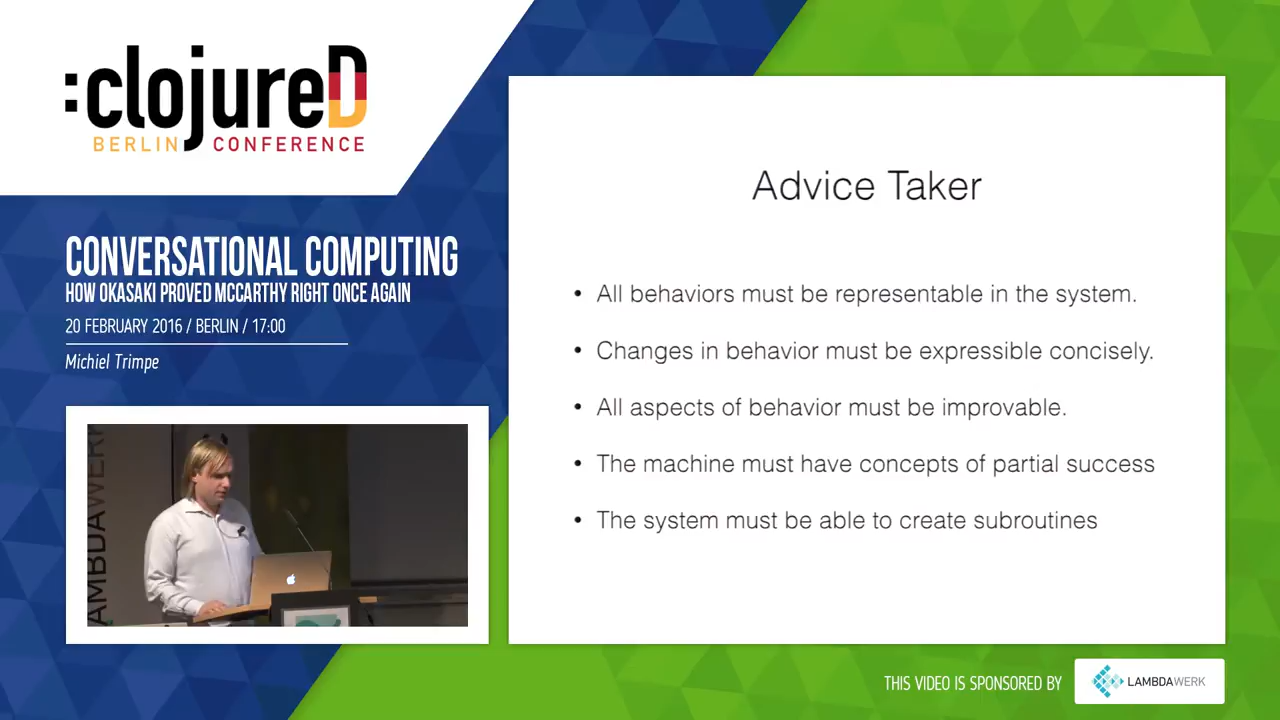 :clojureD
BERLIN CONFERENCE
CONVERSATIONAL COMPUTING
HOW OKASAKI PROVED MCCARTHY RIGHT ONCE AGAIN
20 FEBRUARY 2016 / BERLIN / 17:00
Michiel Trimpe
AMBDAWERK
Advice Taker
• All behaviors must be representable in the system.
• Changes in behavior must be expressible concisely.
• All aspects of behavior must be improvable.
• The machine must have concepts of partial success
• The system must be able to create subroutines
THIS VIDEO IS SPONSORED BY
LAMBDAWERK